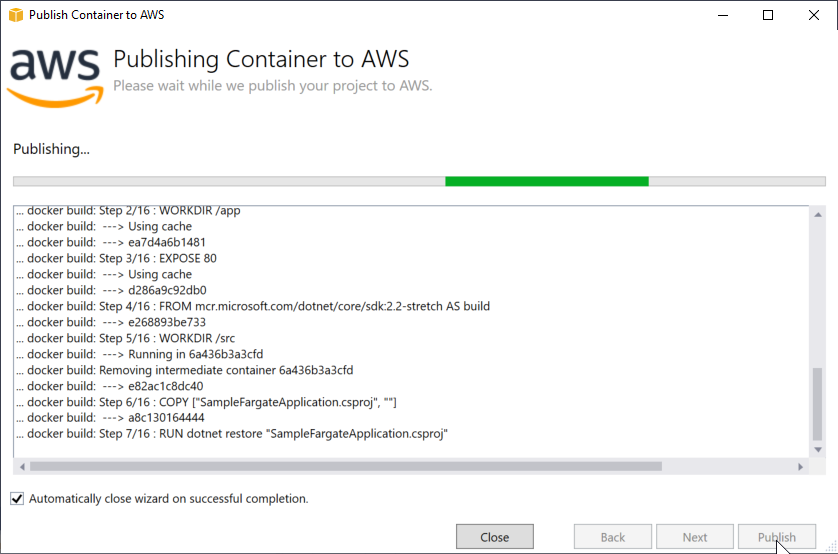 Publish Container to AWS
aws
Publishing Container to AWS
Please wait while we publish your project to AWS.
Publishing...
... docker build: Step 2/16 : WORKDIR /app
... docker build:  ---> Using cache
... docker build:  ---> ea7d4a6b1481
... docker build: Step 3/16 : EXPOSE 80
... docker build:  ---> Using cache
... docker build:  ---> d286a9c92db0
... docker build: Step 4/16 : FROM mcr.microsoft.com/dotnet/core/sdk:2.2-stretch AS build
... docker build:  ---> e268893be733
... docker build: Step 5/16 : WORKDIR /src
... docker build:  ---> Running in 6a436b3a3cfd
... docker build: Removing intermediate container 6a436b3a3cfd
... docker build:  ---> e82ac1c8dc40
... docker build: Step 6/16 : COPY ["SampleFargateApplication.csproj", ""]
... docker build:  ---> a8c130164444
... docker build: Step 7/16 : RUN dotnet restore "SampleFargateApplication.csproj"
Automatically close wizard on successful completion.
Close Back Next Publish